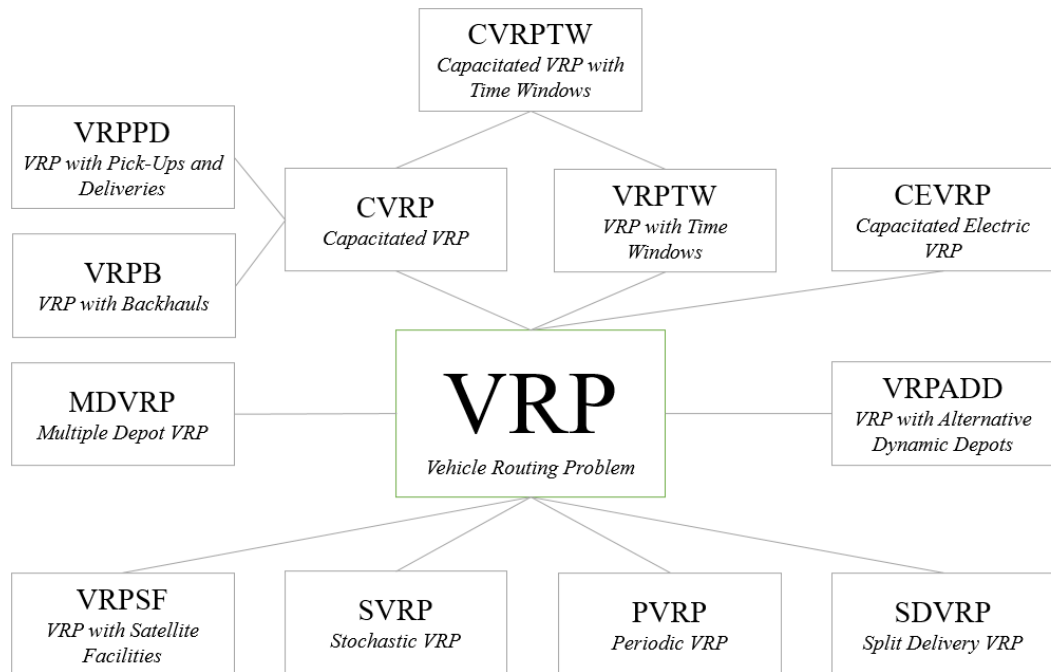 CVRPTW
Capacitated VRP with
Time Windows
VRPPD
VRP with Pick-Ups and
Deliveries
CVRP
Capacitated VRP
VRPTW
VRP with Time
Windows
CEVRP
Capacitated Electric
VRP
VRPB
VRP with Backhauls
MDVRP
Multiple Depot VRP
VRP
Vehicle Routing Problem
VRPADD
VRP with Alternative
Dynamic Depots
VRPSF
VRP with Satellite
Facilities
SVRP
Stochastic VRP
PVRP
Periodic VRP
SDVRP
Split Delivery VRP